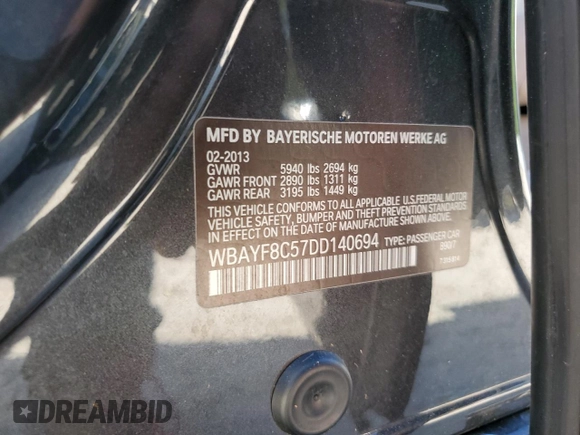 MFD BY BAYERISCHE MOTOREN WERKE AG
02-2013
GVWR 5940 lbs 2694 kg
GAWR FRONT 2890 lbs 1311 kg
GAWR REAR 3195 lbs 1449 kg
THIS VEHICLE CONFORMS TO ALL APPLICABLE U.S.FEDERAL MOTOR
VEHICLE SAFETY, BUMPER AND THEFT PREVENTION STANDARDS
IN EFFECT ON THE DATE OF MANUFACTURE SHOWN ABOVE.
WBAYF8C57DD140694 TYPE: PASSENGER CAR
DREAMBID